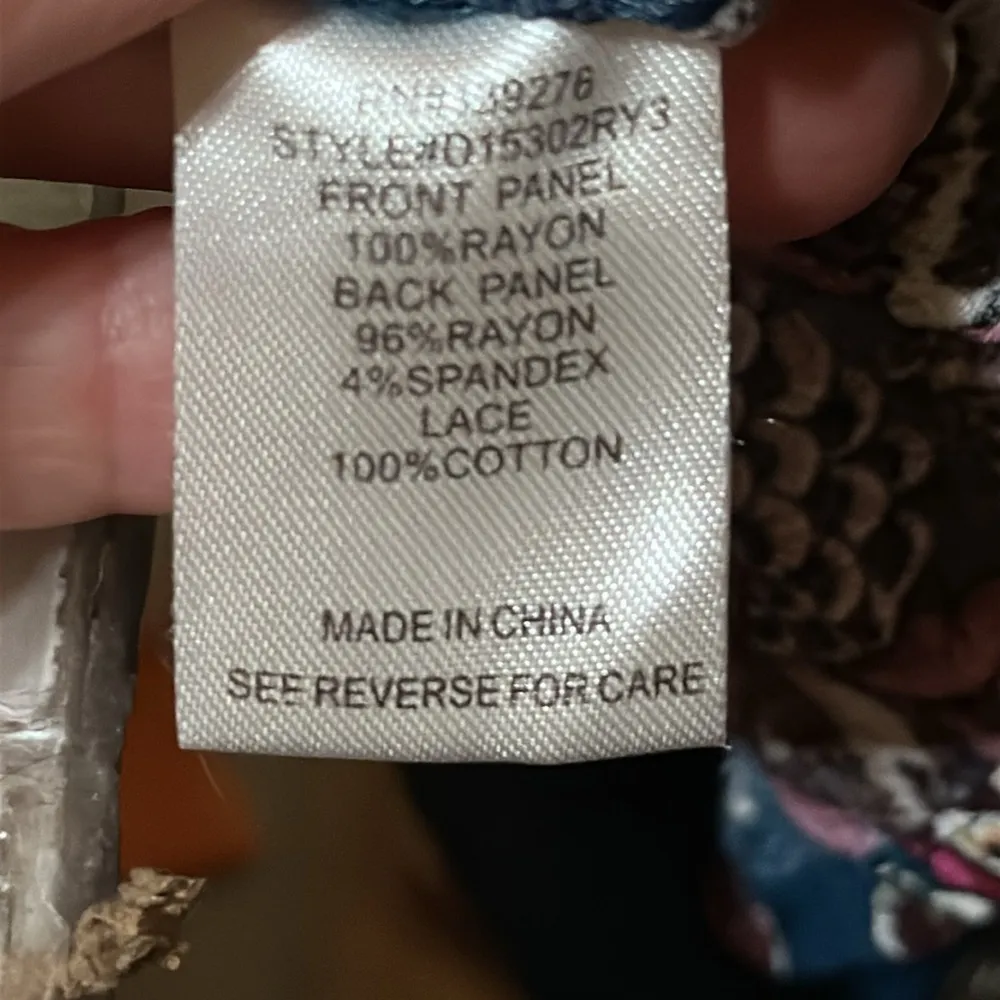 STYLE#D15302RY3
FRONT PANEL
100%RAYON
BACK PANEL
96%RAYON
4%SPANDEX
LACE
100%COTTON
MADE IN CHINA
SEE REVERSE FOR CARE